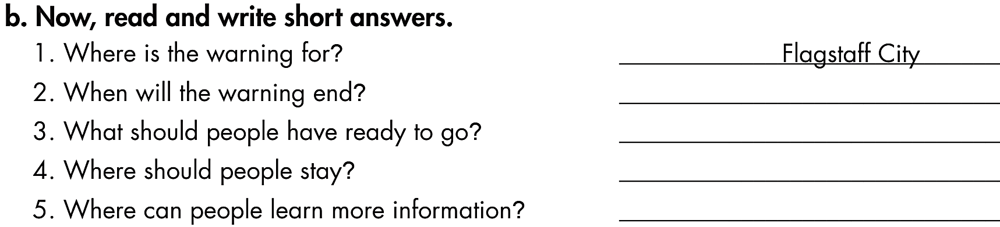 b. Now, read and write short answers.
1. Where is the warning for? Flagstaff City
2. When will the warning end?
3. What should people have ready to go?
4. Where should people stay?
5. Where can people learn more information?